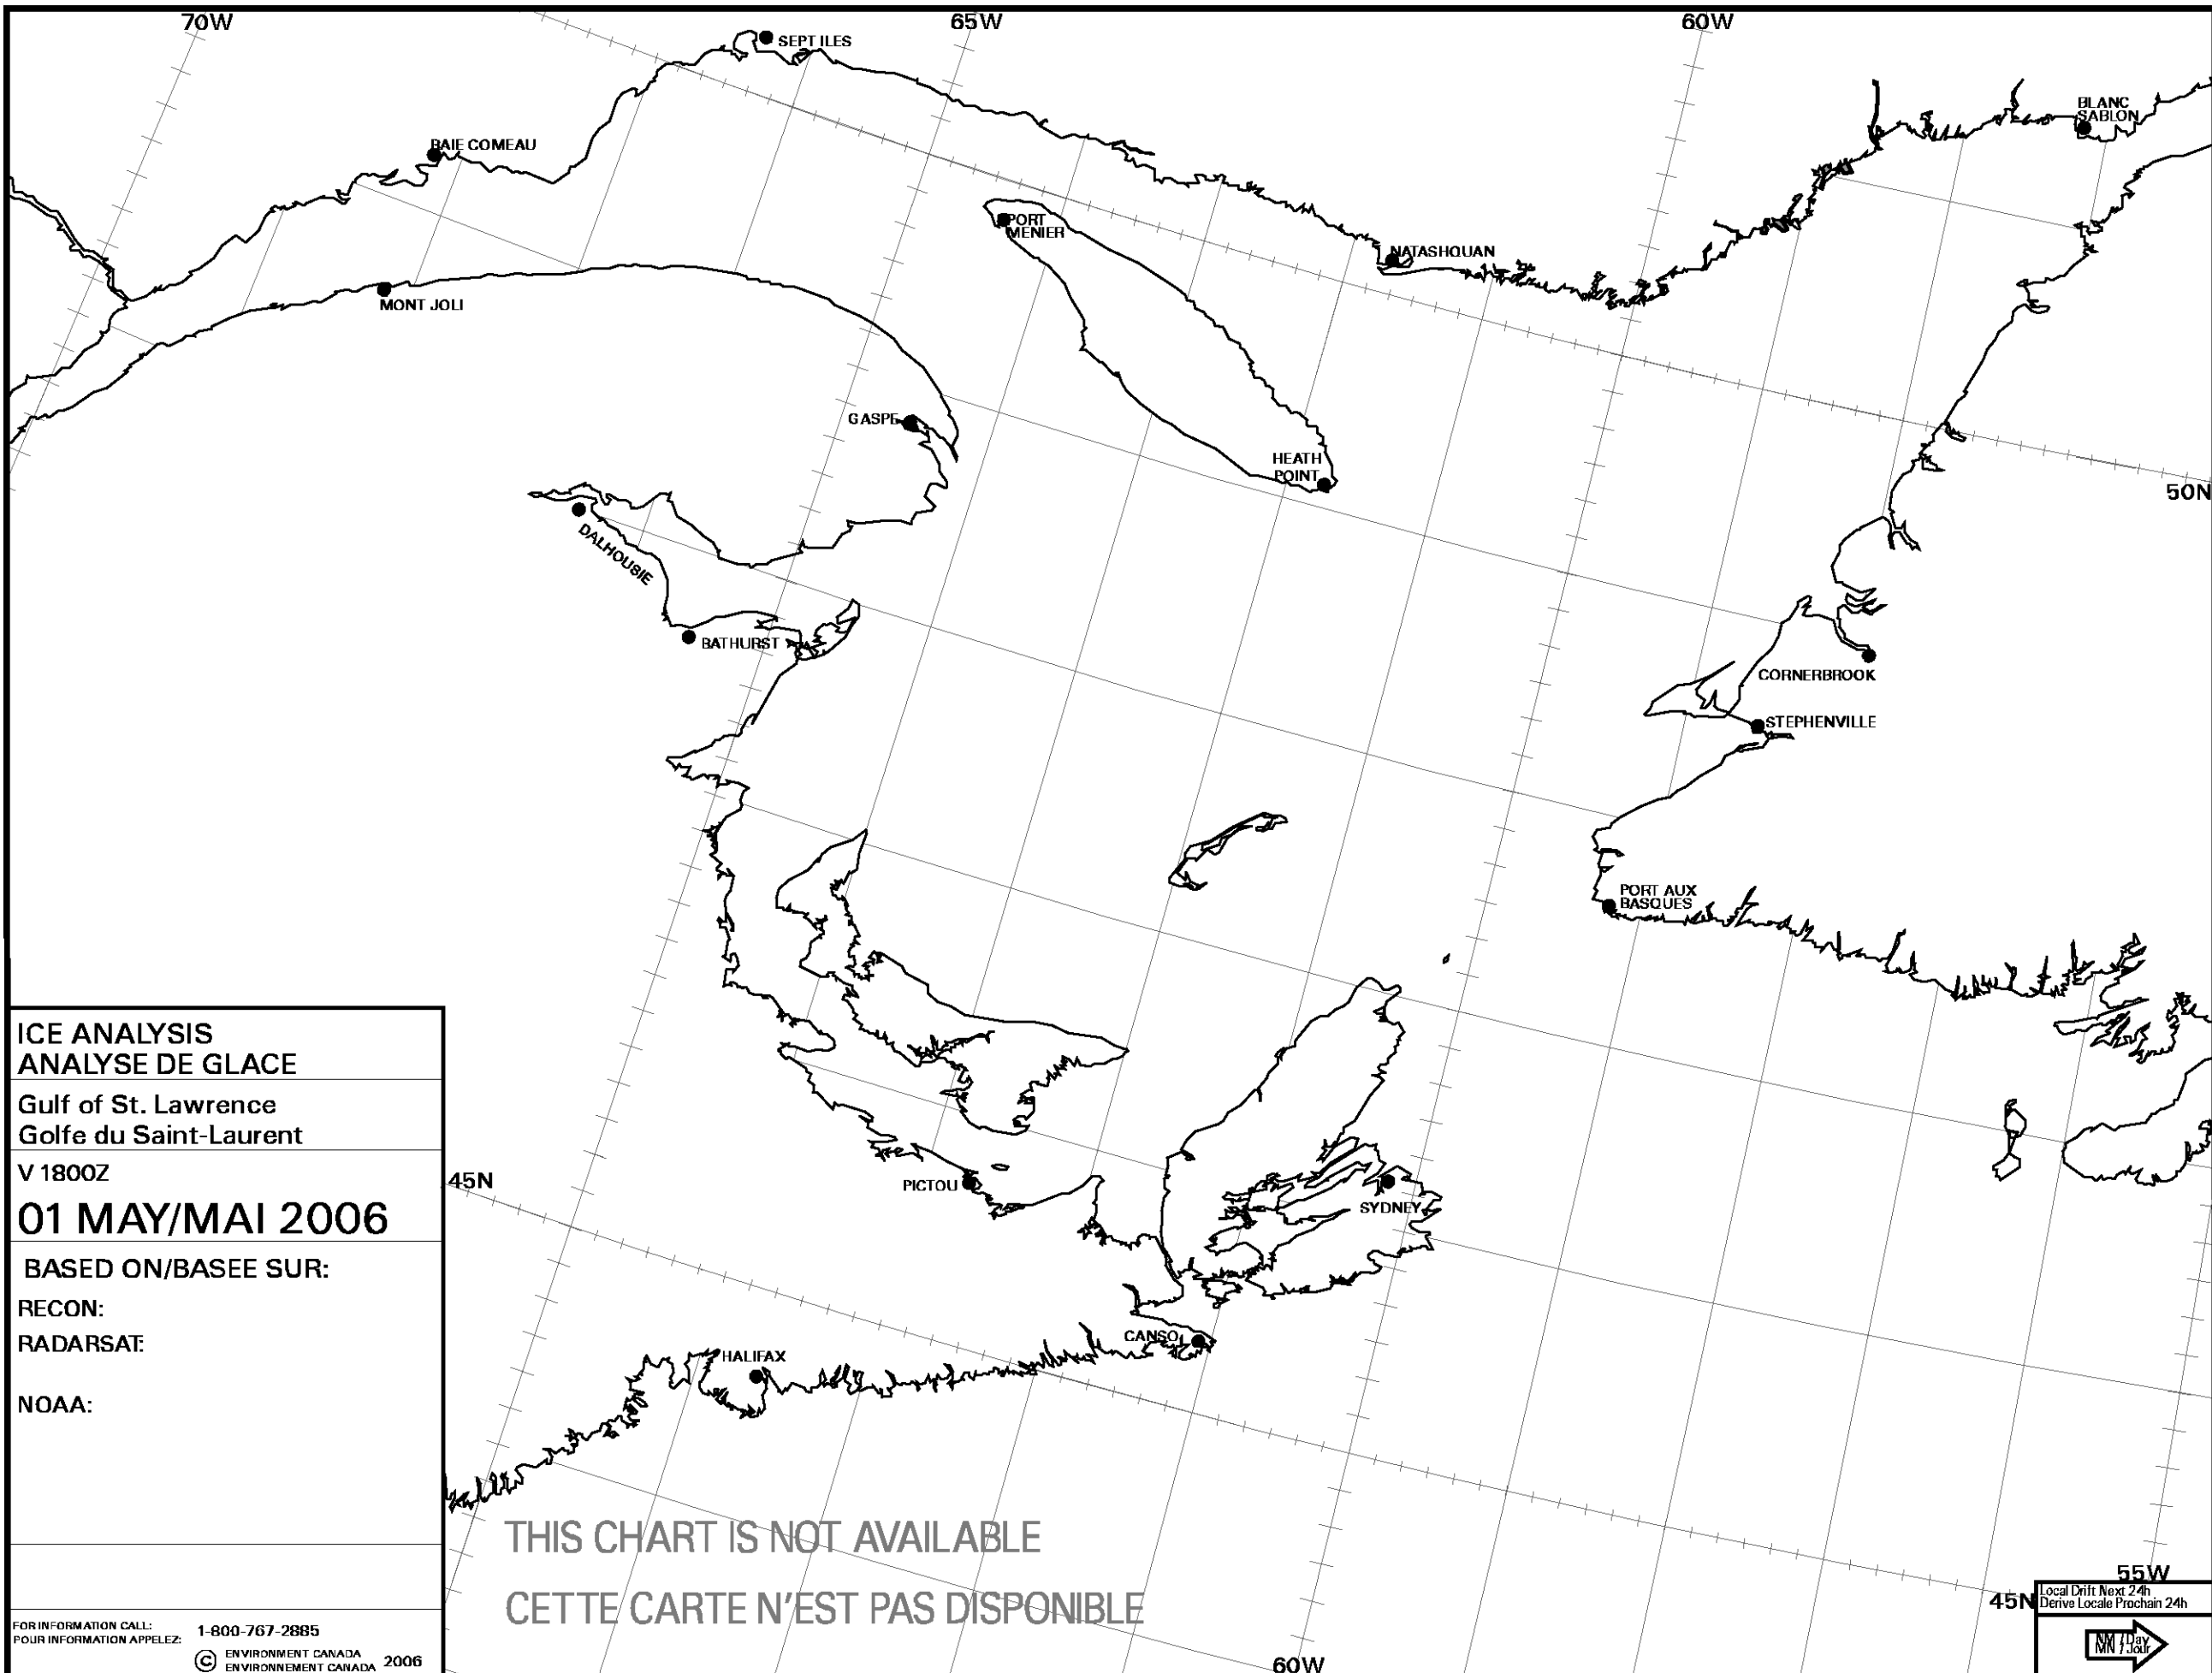 70W
65W
60W
SEPT ILES
BLANC
SABLON
BAIE COMEAU
PORT
MENIER
NATASHQUAN
MONT JOLI
GASPE
HEATH
POINT
50N
DALHOUSIE
BATHURST
CORNERBROOK
STEPHENVILLE
PORT AUX
BASQUES
ICE ANALYSIS
ANALYSE DE GLACE
Gulf of St. Lawrence
Golfe du Saint-Laurent
V 1800Z
01 MAY/MAI 2006
BASED ON/BASEE SUR:
RECON:
RADARSAT:
NOAA:
45N
PICTOU
SYDNEY
CANSO
HALIFAX
THIS CHART IS NOT AVAILABLE
CETTE CARTE N'EST PAS DISPONIBLE
55W
45N
Local Drift Next 24h
Derive Locale Prochain 24h
NM / Day
MN / Jour
60W
FOR INFORMATION CALL:
POUR INFORMATION APPELEZ:
1-800-767-2885
© ENVIRONMENT CANADA
ENVIRONNEMENT CANADA 2006